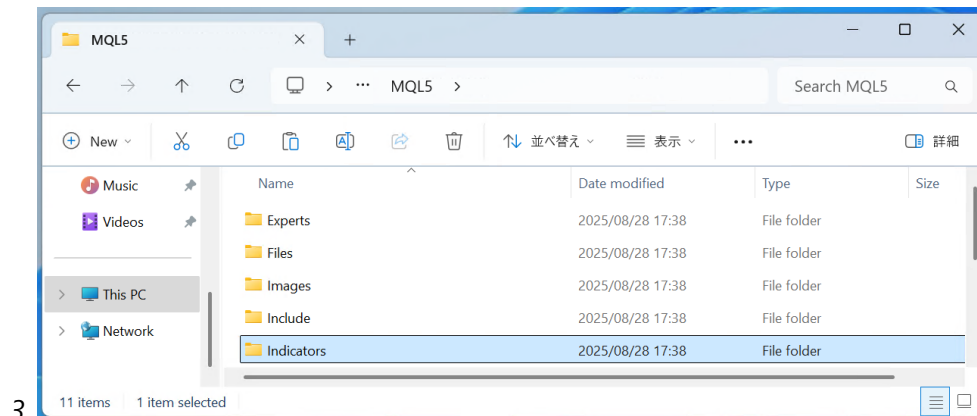 MQL5
MQL5
Search MQL5
New
並べ替え
表示
詳細
Music
Videos
This PC
Network
Name Date modified Type Size
Experts 2025/08/28 17:38 File folder
Files 2025/08/28 17:38 File folder
Images 2025/08/28 17:38 File folder
Include 2025/08/28 17:38 File folder
Indicators 2025/08/28 17:38 File folder
11 items 1 item selected
3